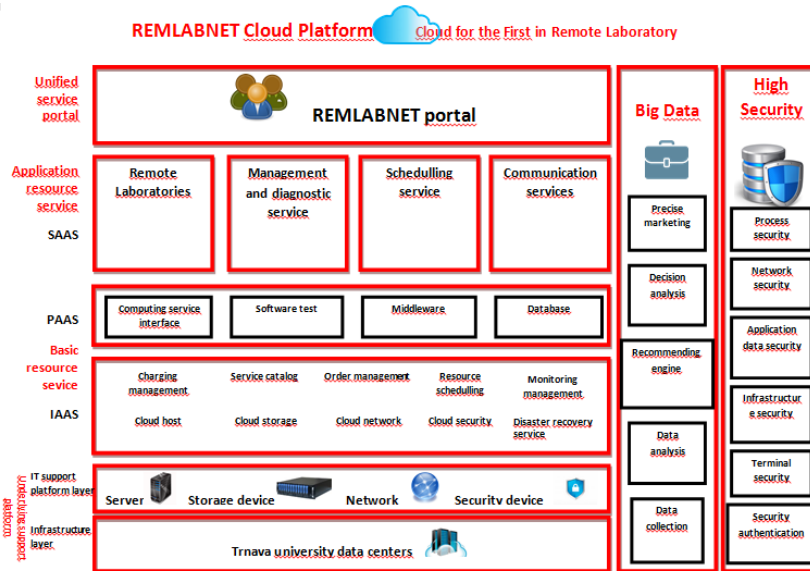 REMLABNET Cloud Platform
Cloud for the First in Remote Laboratory
Unified
service
portal
REMLABNET portal
Big Data
High
Security
Application
resource
service
SAAS
Remote
Laboratories
Management
and diagnostic
service
Schedulling
service
Communication
services
PAAS
Computing service
interface
Software test
Middleware
Database
Basic
resource
sevice
IAAS
Charging
management
Service catalog
Order management
Resource
schedulling
Monitoring
management
Cloud host
Cloud storage
Cloud network
Cloud security
Disaster recovery
service
Underlying support
platform
IT support
platform layer
Server
Storage device
Network
Security device
Infrastructure
layer
Trnava university data centers
Precise
marketing
Decision
analysis
Recommending
engine
Data
analysis
Data
collection
Process
security
Network
security
Application
data security
Infrastructur
e security
Terminal
security
Security
authentication